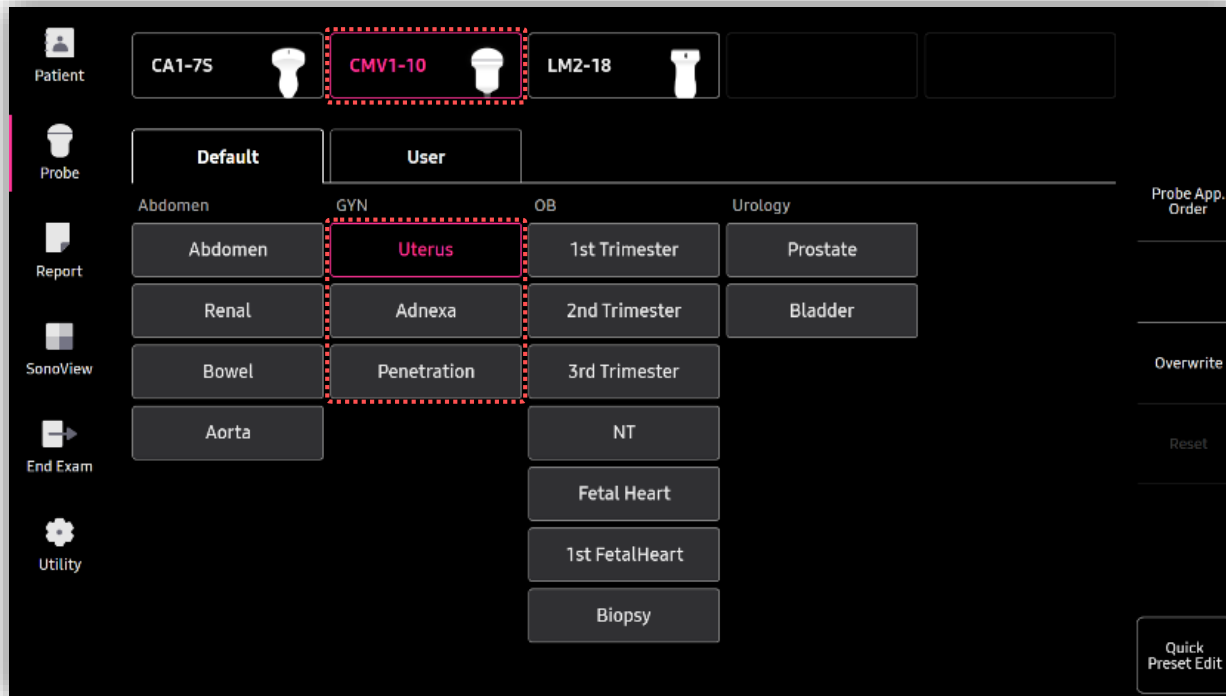 Patient
Probe
Report
SonoView
End Exam
Utility
CA1-7S
CMV1-10
LM2-18
Default
User
Abdomen
GYN
OB
Urology
Abdomen
Uterus
1st Trimester
Prostate
Renal
Adnexa
2nd Trimester
Bladder
Bowel
Penetration
3rd Trimester
Aorta
NT
Fetal Heart
1st FetalHeart
Biopsy
Probe App.
Order
Overwrite
Reset
Quick
Preset Edit